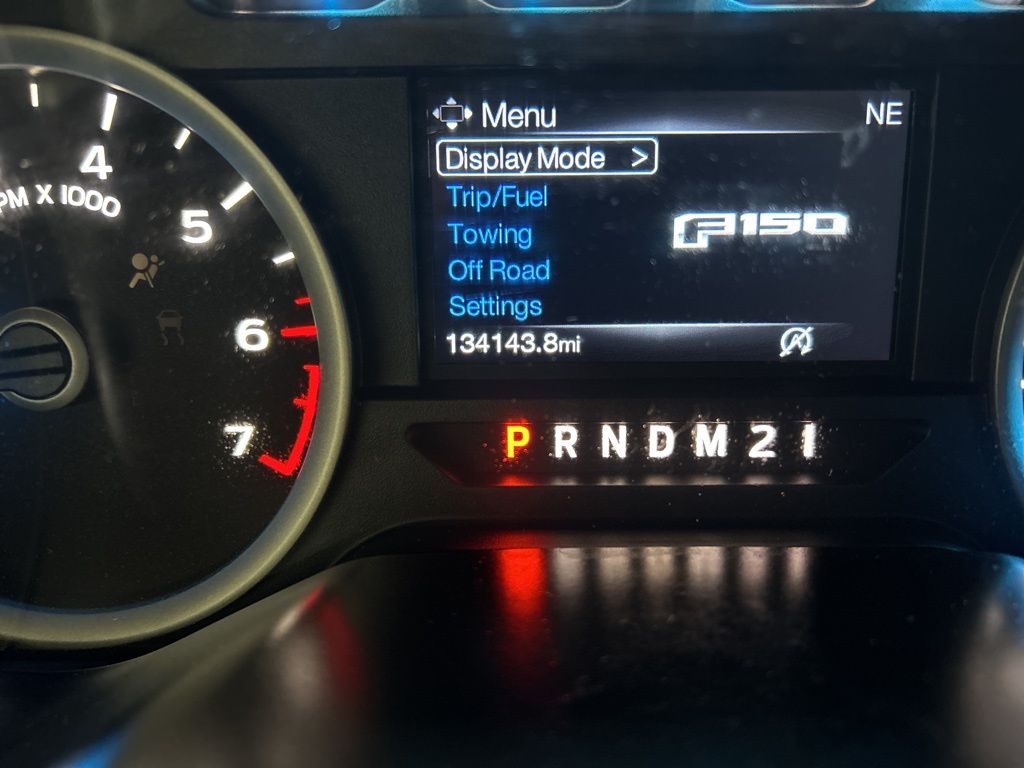 Menu
NE
Display Mode >
Trip/Fuel
Towing
Off Road
Settings
F150
134143.8mi
A
4
PM X 1000
5
6
7
P R N D M 2 1